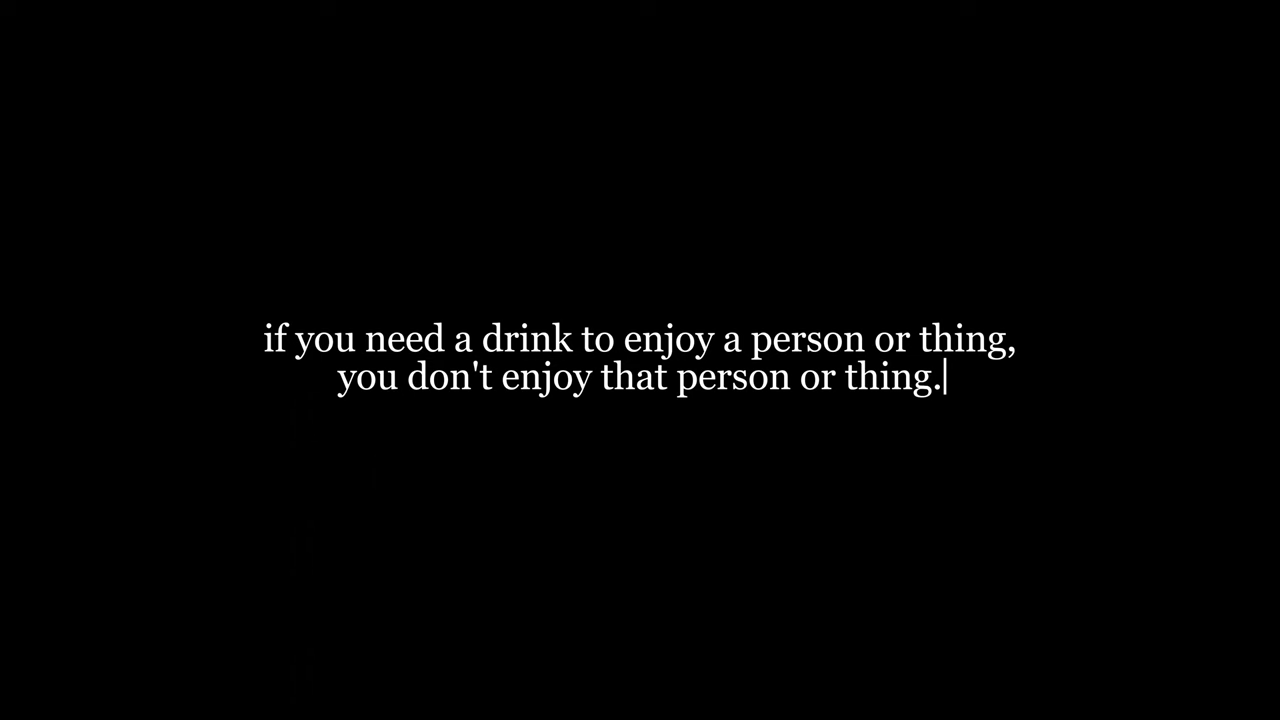 if you need a drink to enjoy a person or thing,
you don't enjoy that person or thing.